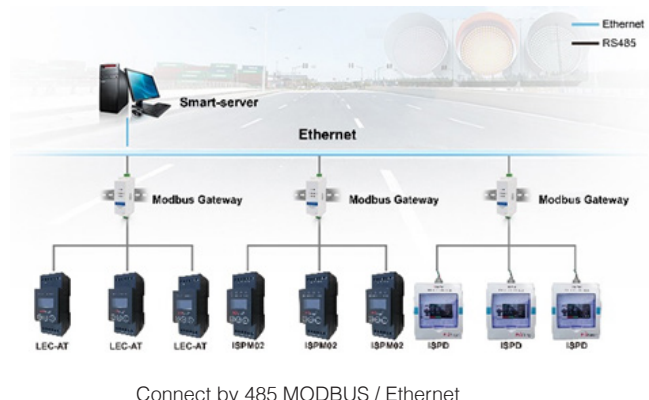 Ethernet
RS485
Smart-server
Ethernet
Modbus Gateway
Modbus Gateway
Modbus Gateway
LEC-AT LEC-AT LEC-AT ISPM02 ISPM02 ISPM02 ISPD ISPD ISPD
Connect by 485 MODBUS / Ethernet